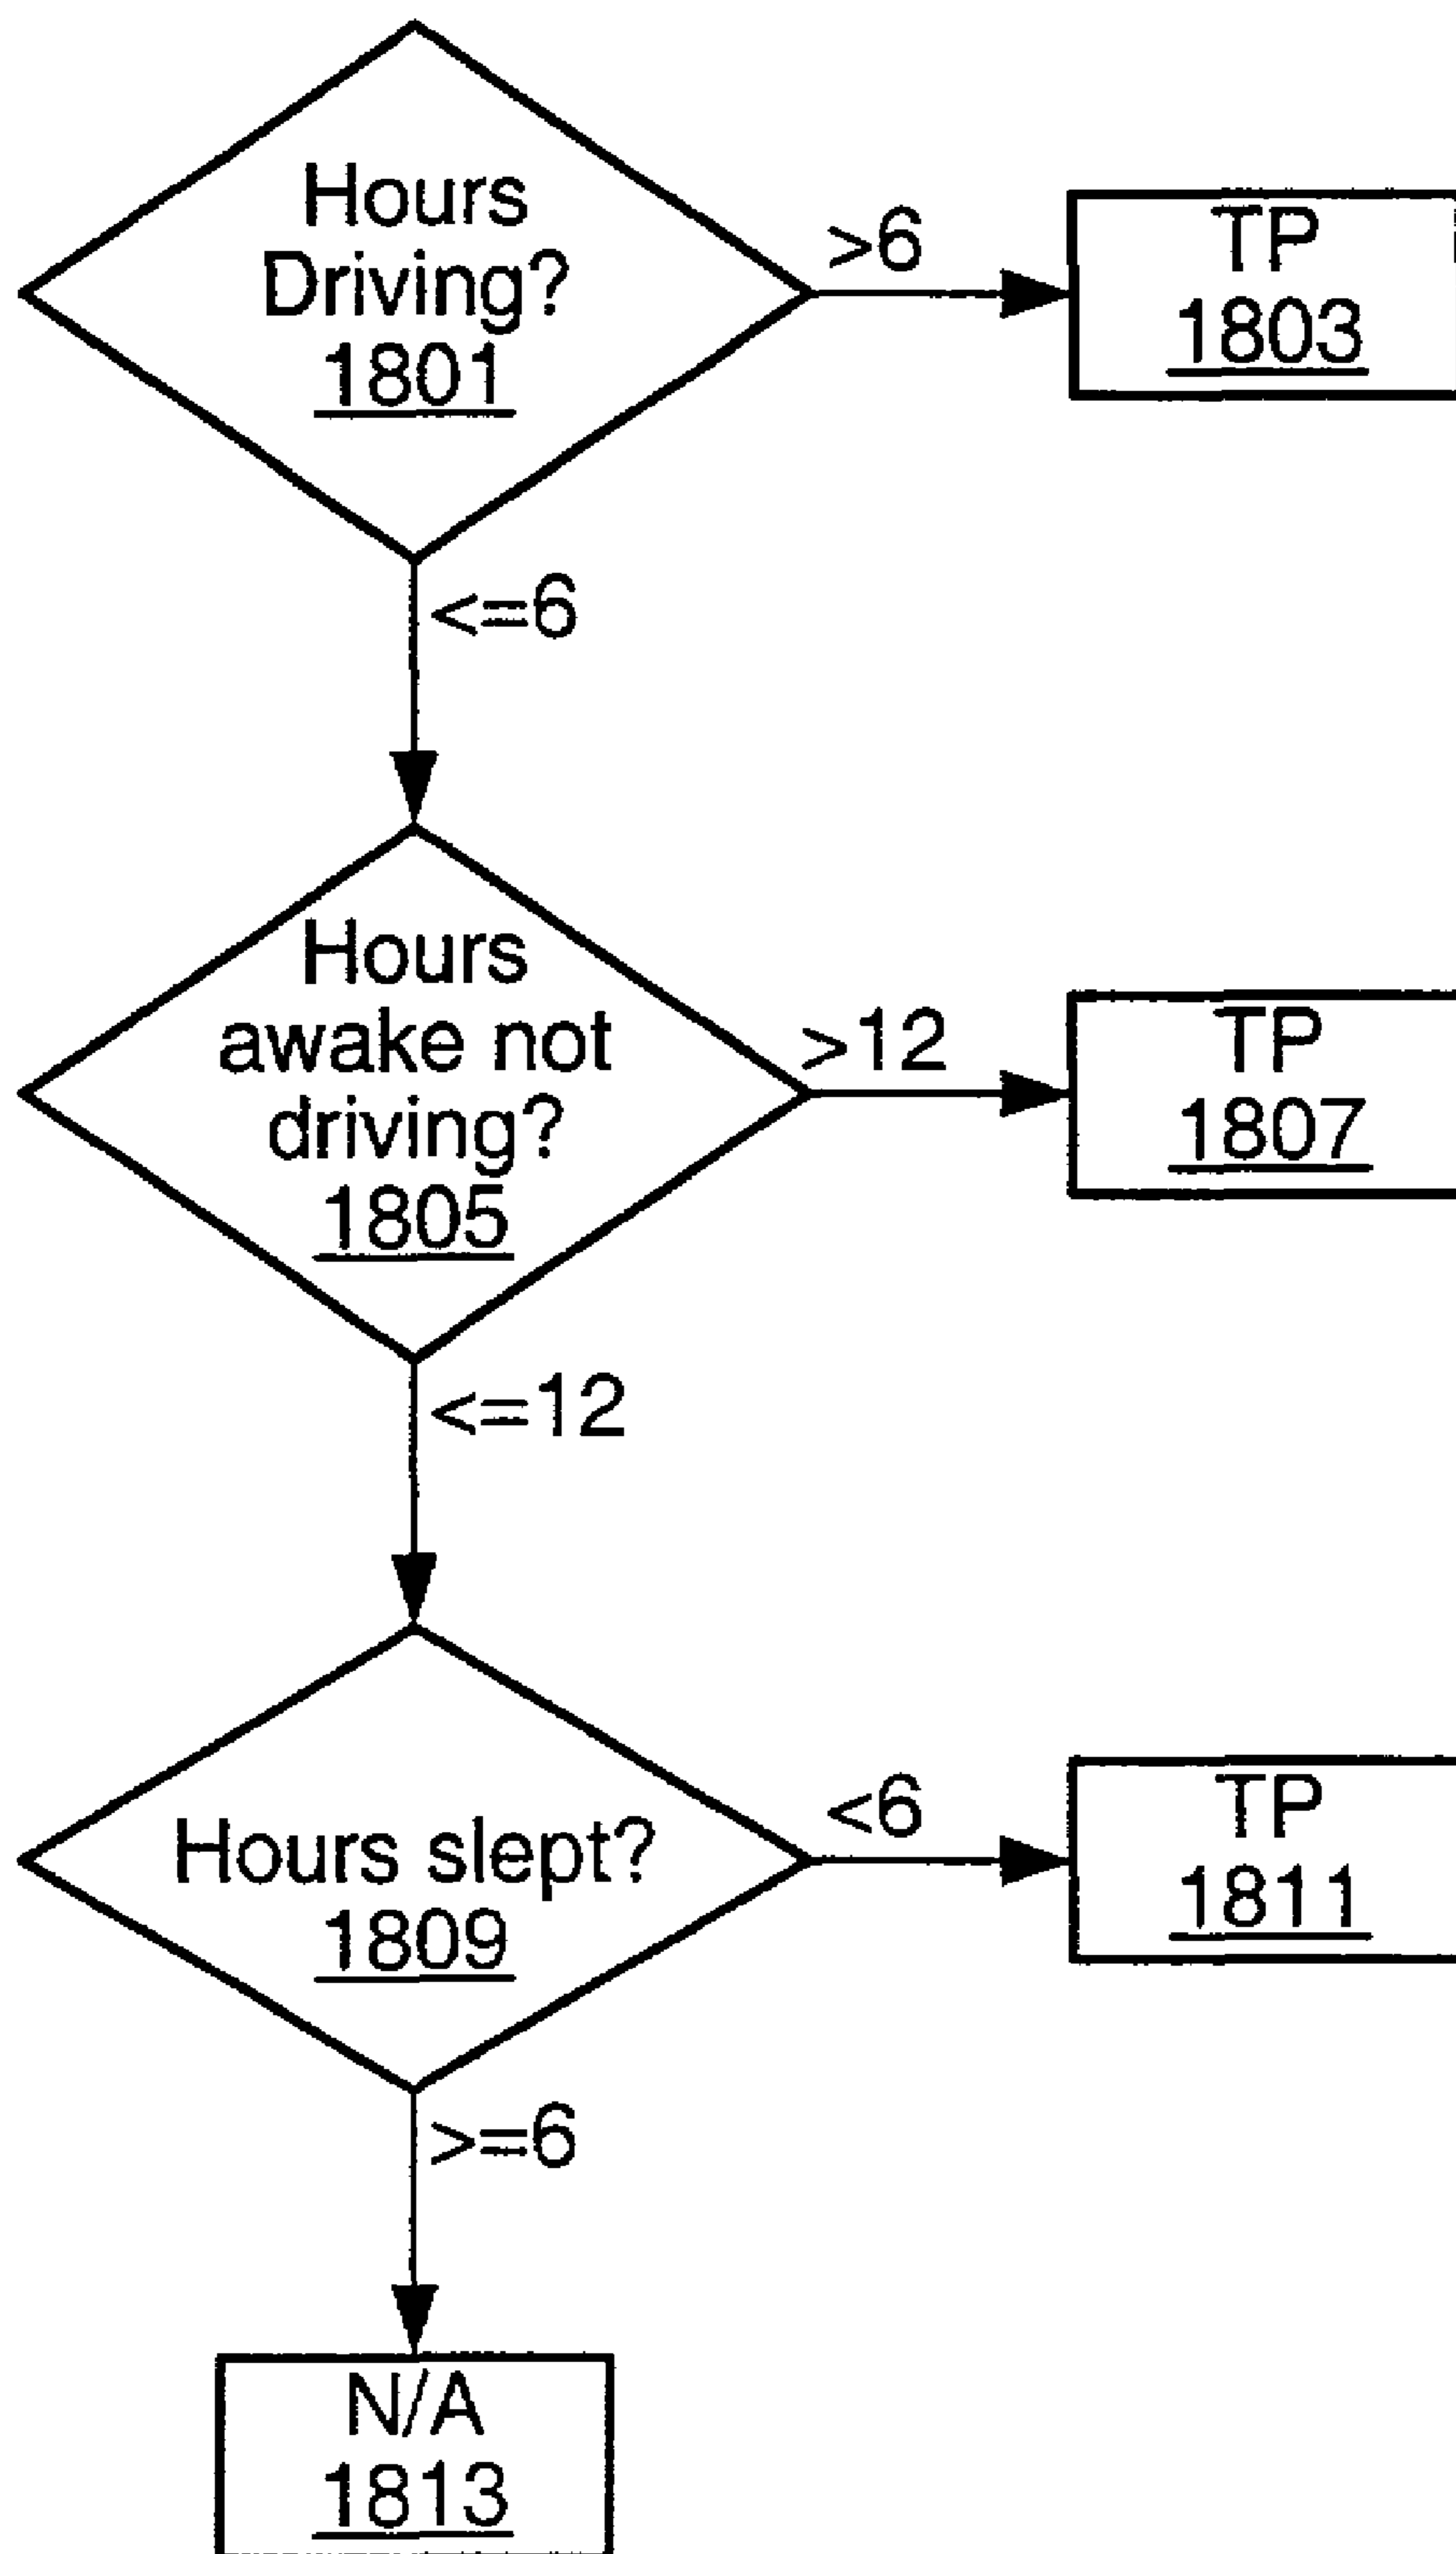 Hours
Driving?
1801
>6
TP
1803
<=6
Hours
awake not
driving?
1805
>12
TP
1807
<=12
Hours slept?
1809
<6
TP
1811
>=6
N/A
1813